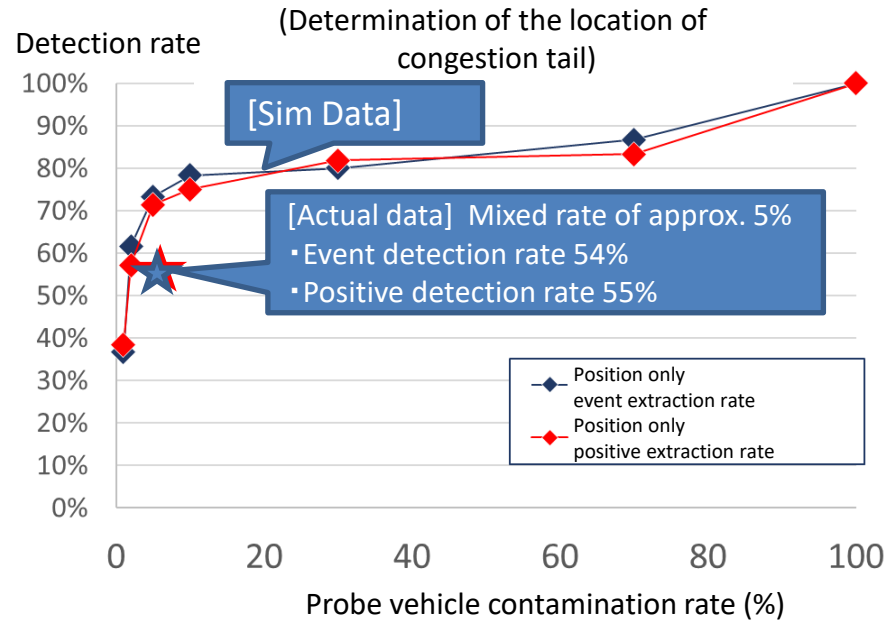 (Determination of the location of
congestion tail)
Detection rate
100%
90%
80%
70%
60%
50%
40%
30%
20%
10%
0%
[Sim Data]
[Actual data]  Mixed rate of approx. 5%
・Event detection rate 54%
・Positive detection rate 55%
Position only
event extraction rate
Position only
positive extraction rate
0 20 40 60 80 100
Probe vehicle contamination rate (%)